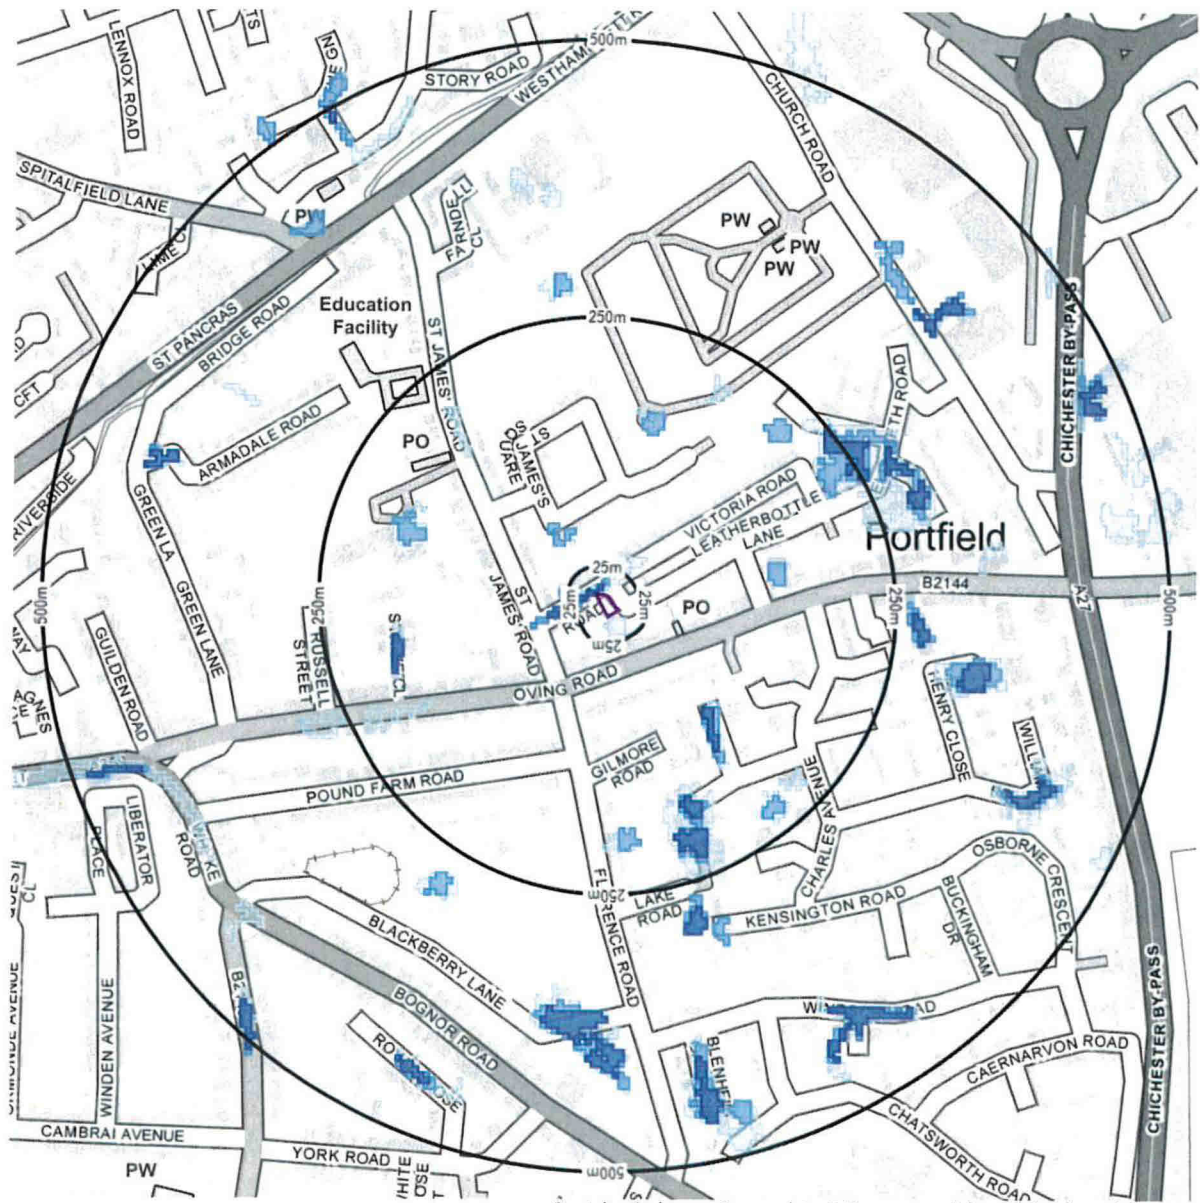 LENNOX ROAD
STORY ROAD
500m
CHURCH ROAD
SPITALFIELD LANE
PW
PW
PW
PW
Education
Facility
ST PANCRAS
BRIDGE ROAD
ST JAMES' ROAD
250m
CHICHESTER BY-PASS
ARMADALE ROAD
PO
ST
JAMES'S
SQUARE
RIVERSIDE
GREEN LA
VICTORIA ROAD
LEATHERBOTTLE
LANE
Portfield
25m
B2144
A27
500m
250m
25m
ROAD
25m
PO
250m
500m
25m
ST
JAMES' ROAD
GREEN LANE
GUILDEN ROAD
RUSSELL
STREET
OVING ROAD
HENRY CLOSE
GILMORE
ROAD
POUND FARM ROAD
CHARLES AVENUE
LIBERATOR
PLACE
ROAD
OSBORNE CRESCENT
250m
LAKE
ROAD
KENSINGTON ROAD
BUCKINGHAM
DR
FLORENCE ROAD
BLACKBERRY LANE
BOGNOR ROAD
WINDEN AVENUE
CAERNARVON ROAD
CHICHESTER BY-PASS
CHATSWORTH ROAD
CAMBRAI AVENUE
YORK ROAD
PW
500m